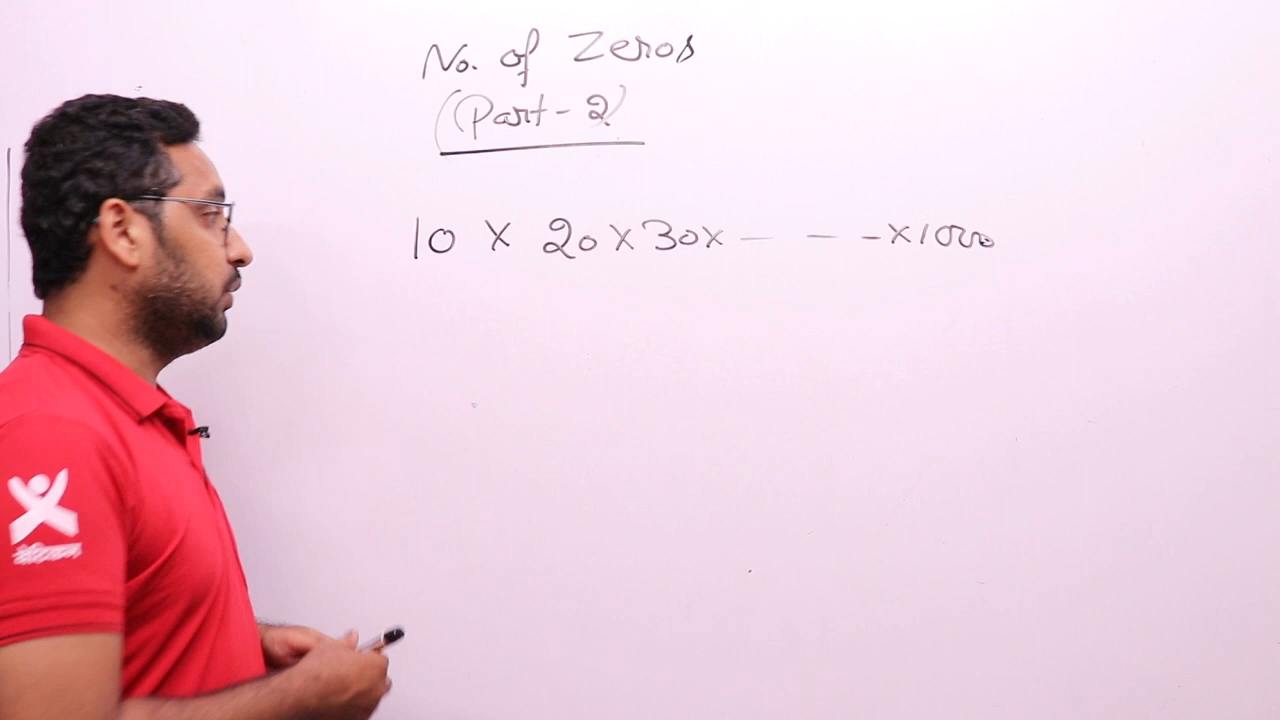 No. of Zeros
(Part-2)
10 X 20 X 30 X - - - X 1000